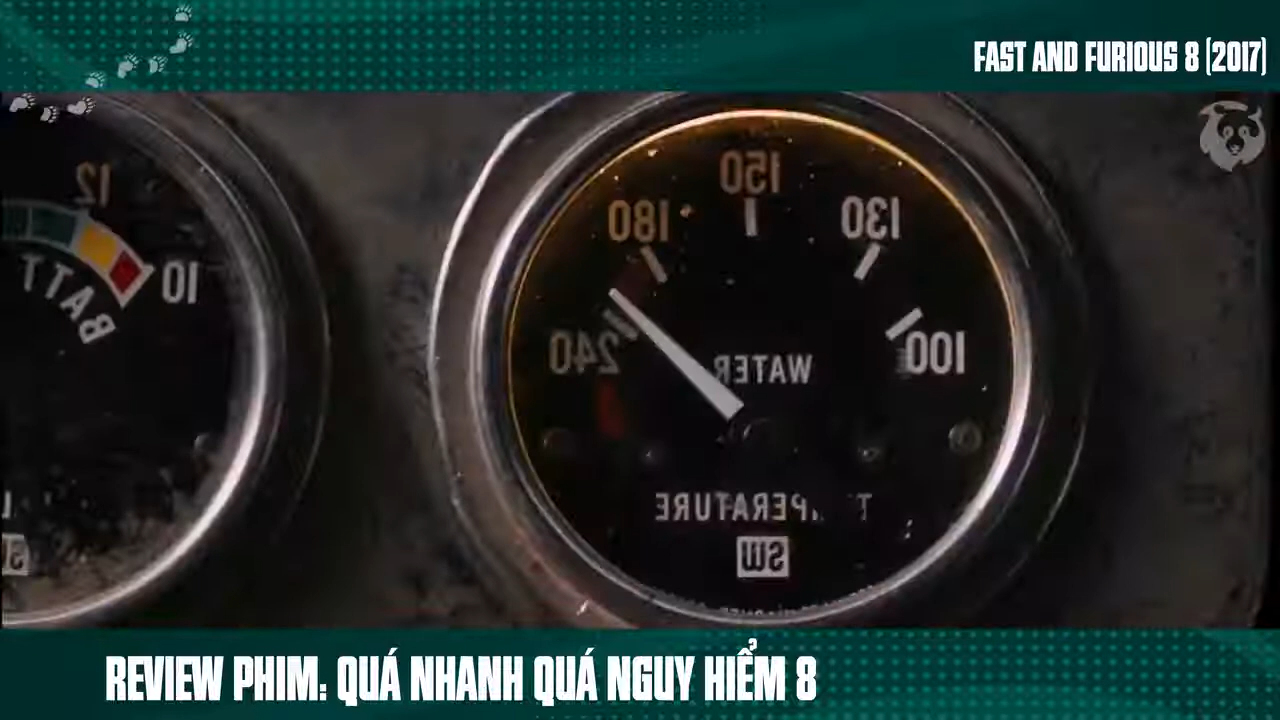 FAST AND FURIOUS 8 (2017)
12
10
BATT
150
180
130
240
100
WATER
TEMPERATURE
SW
REVIEW PHIM: QUÁ NHANH QUÁ NGUY HIỂM 8